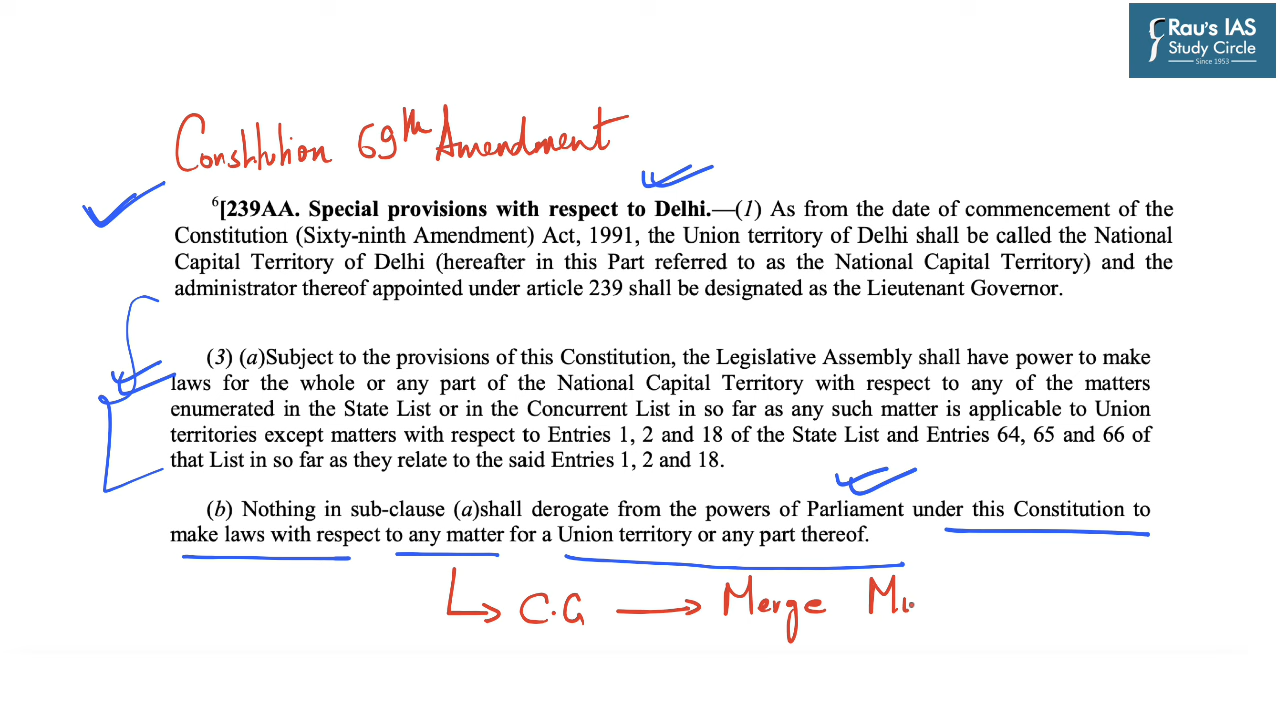 Rau's IAS
Study Circle
Since 1953
Constitution 69th Amendment
⁶[239AA. Special provisions with respect to Delhi.—(1) As from the date of commencement of the
Constitution (Sixty-ninth Amendment) Act, 1991, the Union territory of Delhi shall be called the National
Capital Territory of Delhi (hereafter in this Part referred to as the National Capital Territory) and the
administrator thereof appointed under article 239 shall be designated as the Lieutenant Governor.
(3) (a)Subject to the provisions of this Constitution, the Legislative Assembly shall have power to make
laws for the whole or any part of the National Capital Territory with respect to any of the matters
enumerated in the State List or in the Concurrent List in so far as any such matter is applicable to Union
territories except matters with respect to Entries 1, 2 and 18 of the State List and Entries 64, 65 and 66 of
that List in so far as they relate to the said Entries 1, 2 and 18.
(b) Nothing in sub-clause (a)shall derogate from the powers of Parliament under this Constitution to
make laws with respect to any matter for a Union territory or any part thereof.
C.G → Merge